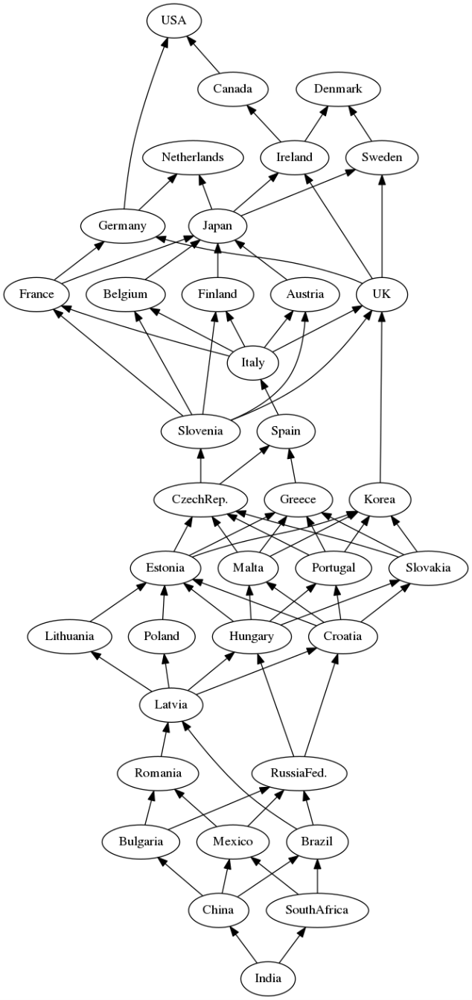 USA
Canada
Denmark
Netherlands
Ireland
Sweden
Germany
Japan
France
Belgium
Finland
Austria
UK
Italy
Slovenia
Spain
CzechRep.
Greece
Korea
Estonia
Malta
Portugal
Slovakia
Lithuania
Poland
Hungary
Croatia
Latvia
Romania
RussiaFed.
Bulgaria
Mexico
Brazil
China
SouthAfrica
India